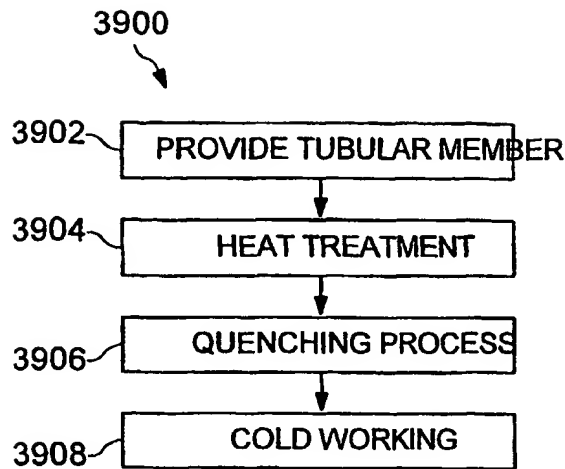 3900
3902 PROVIDE TUBULAR MEMBER
3904 HEAT TREATMENT
3906 QUENCHING PROCESS
3908 COLD WORKING